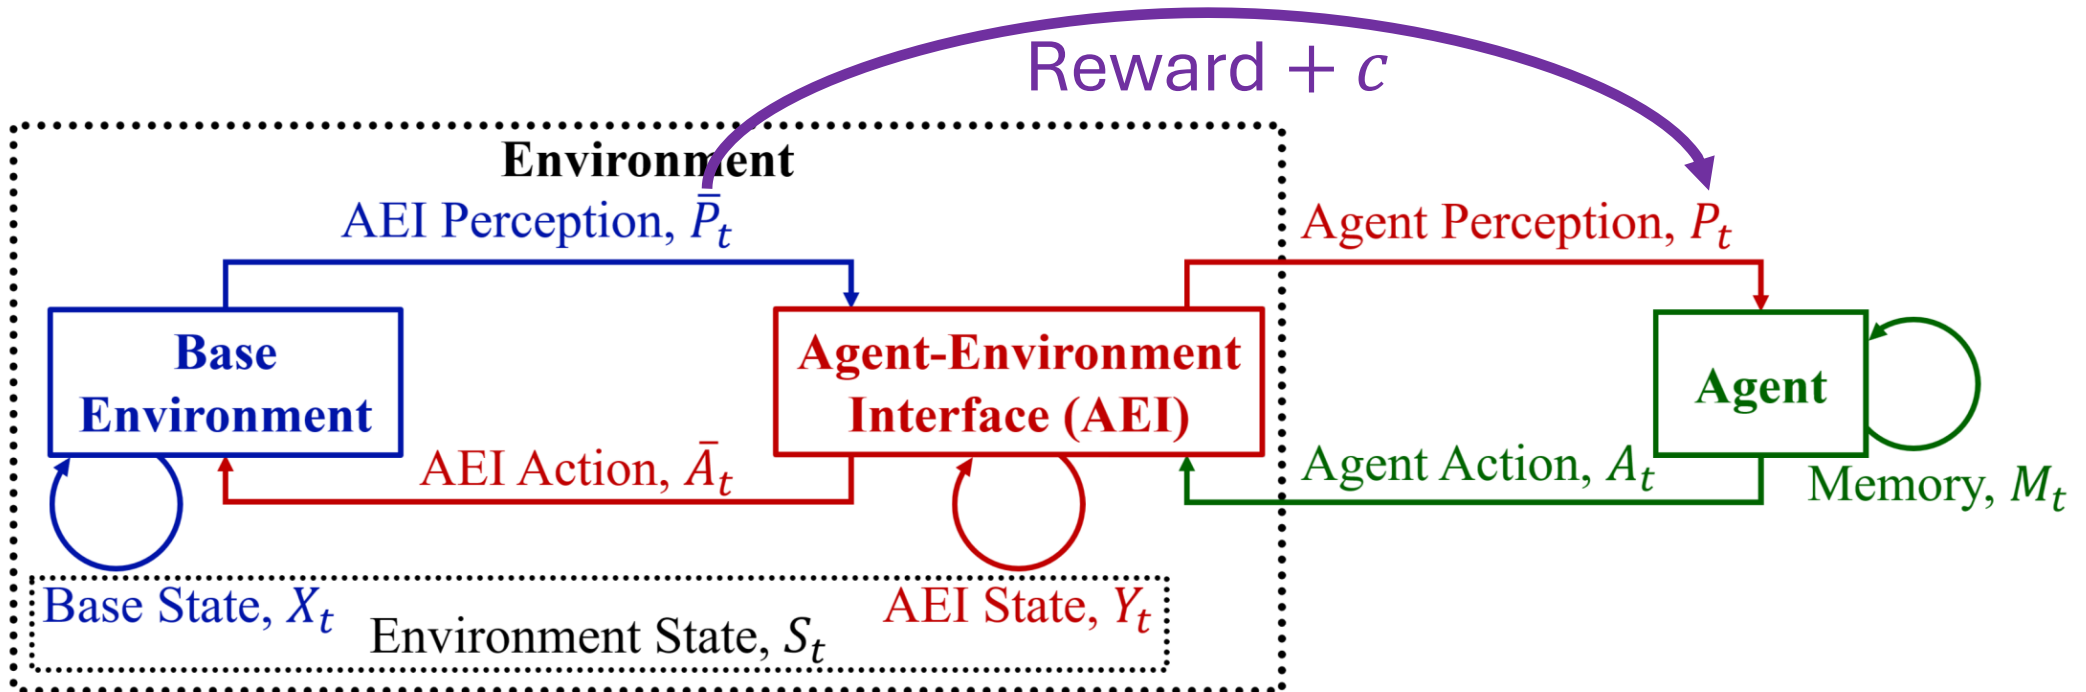 Reward + c
Environment
AEI Perception, P̄t
Agent Perception, Pt
Base
Environment
Agent-Environment
Interface (AEI)
Agent
AEI Action, Āt
Agent Action, At
Memory, Mt
Base State, Xt
AEI State, Yt
Environment State, St